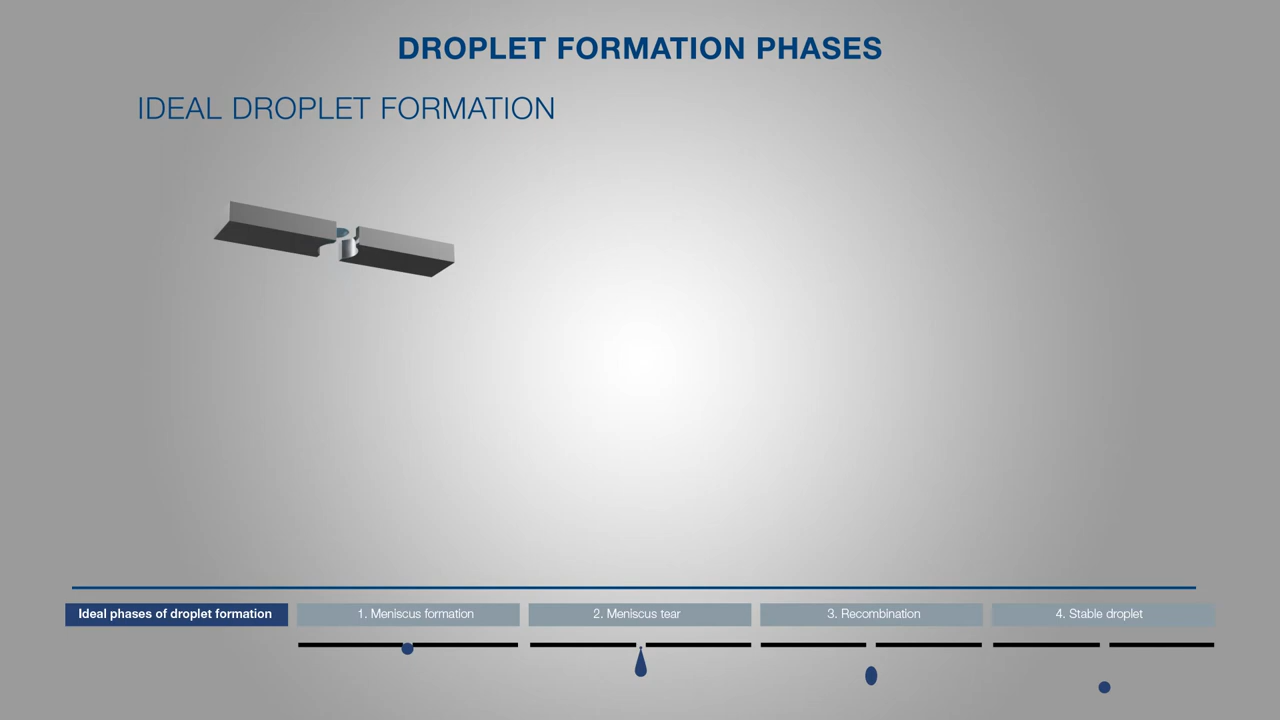 DROPLET FORMATION PHASES
IDEAL DROPLET FORMATION
Ideal phases of droplet formation
1. Meniscus formation
2. Meniscus tear
3. Recombination
4. Stable droplet